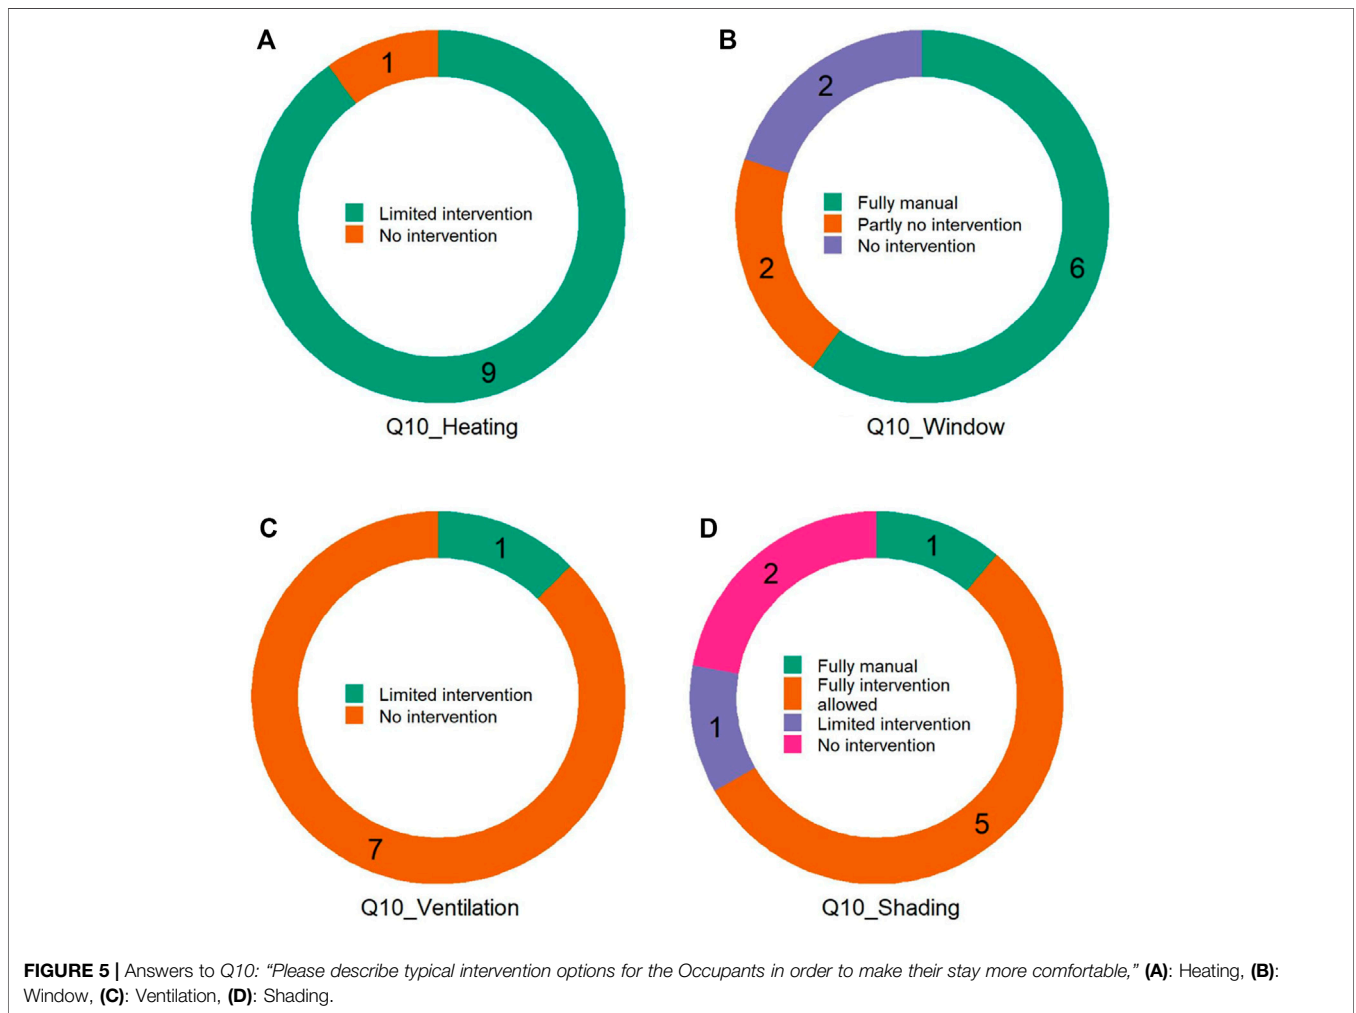 A
1
Limited intervention
No intervention
9
Q10_Heating
B
2
Fully manual
Partly no intervention
No intervention
2
6
Q10_Window
C
1
Limited intervention
No intervention
7
Q10_Ventilation
D
1
2
Fully manual
Fully intervention
allowed
Limited intervention
No intervention
1
5
Q10_Shading
FIGURE 5 | Answers to Q10: “Please describe typical intervention options for the Occupants in order to make their stay more comfortable,” (A): Heating, (B):
Window, (C): Ventilation, (D): Shading.